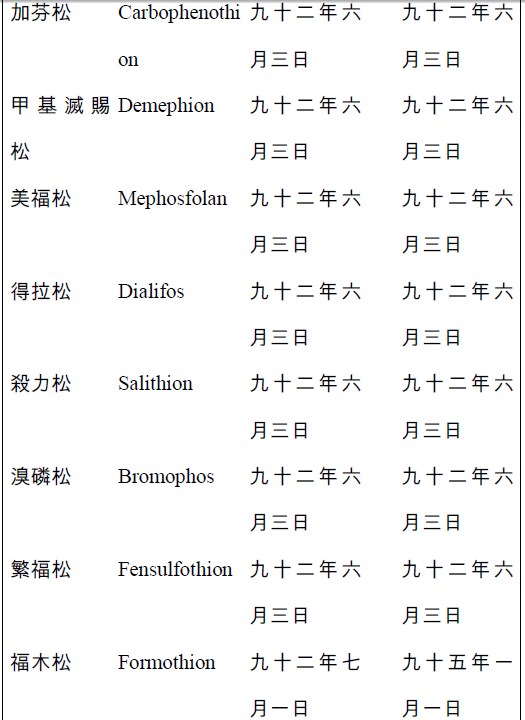 加芬松 Carbophenothi 九十二年六 九十二年六
on 月三日 月三日
甲基滅賜 Demephion 九十二年六 九十二年六
松 月三日 月三日
美福松 Mephosfolan 九十二年六 九十二年六
月三日 月三日
得拉松 Dialifos 九十二年六 九十二年六
月三日 月三日
殺力松 Salithion 九十二年六 九十二年六
月三日 月三日
溴磷松 Bromophos 九十二年六 九十二年六
月三日 月三日
繁福松 Fensulfothion 九十二年六 九十二年六
月三日 月三日
福木松 Formothion 九十二年七 九十五年一
月一日 月一日